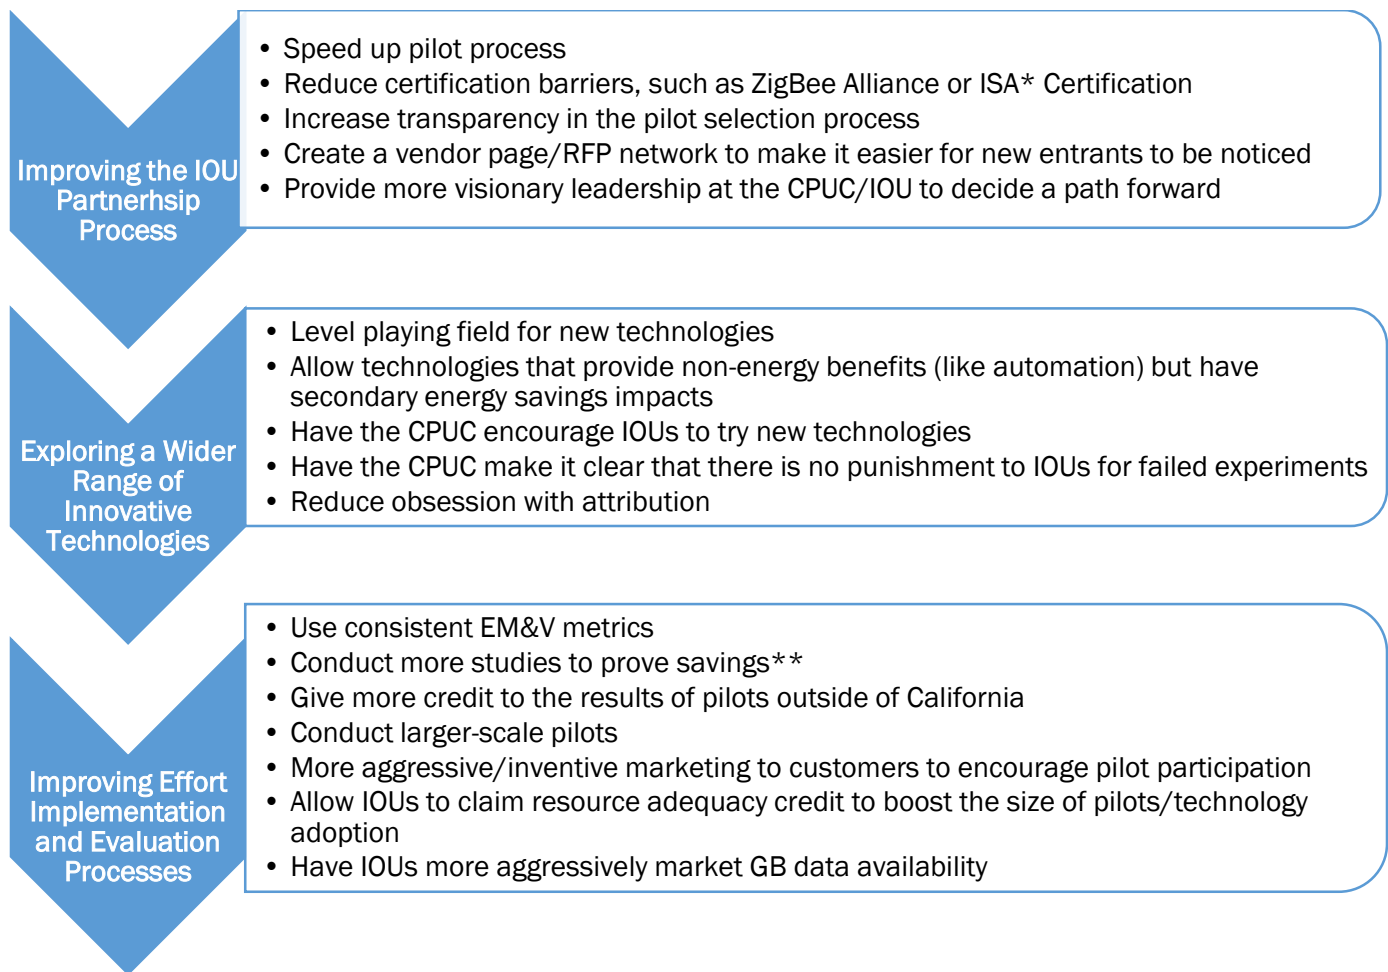 Improving the IOU
Partnerhsip
Process
• Speed up pilot process
• Reduce certification barriers, such as ZigBee Alliance or ISA* Certification
• Increase transparency in the pilot selection process
• Create a vendor page/RFP network to make it easier for new entrants to be noticed
• Provide more visionary leadership at the CPUC/IOU to decide a path forward
Exploring a Wider
Range of
Innovative
Technologies
• Level playing field for new technologies
• Allow technologies that provide non-energy benefits (like automation) but have
secondary energy savings impacts
• Have the CPUC encourage IOUs to try new technologies
• Have the CPUC make it clear that there is no punishment to IOUs for failed experiments
• Reduce obsession with attribution
Improving Effort
Implementation
and Evaluation
Processes
• Use consistent EM&V metrics
• Conduct more studies to prove savings**
• Give more credit to the results of pilots outside of California
• Conduct larger-scale pilots
• More aggressive/inventive marketing to customers to encourage pilot participation
• Allow IOUs to claim resource adequacy credit to boost the size of pilots/technology
adoption
• Have IOUs more aggressively market GB data availability